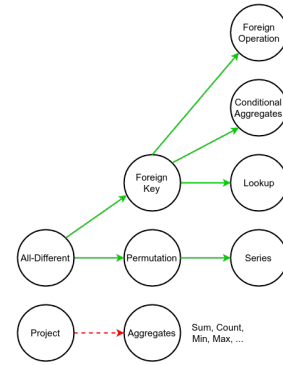 Foreign
Operation
Conditional
Aggregates
Foreign
Key
Lookup
All-Different
Permutation
Series
Project
Aggregates
Sum, Count,
Min, Max, ...